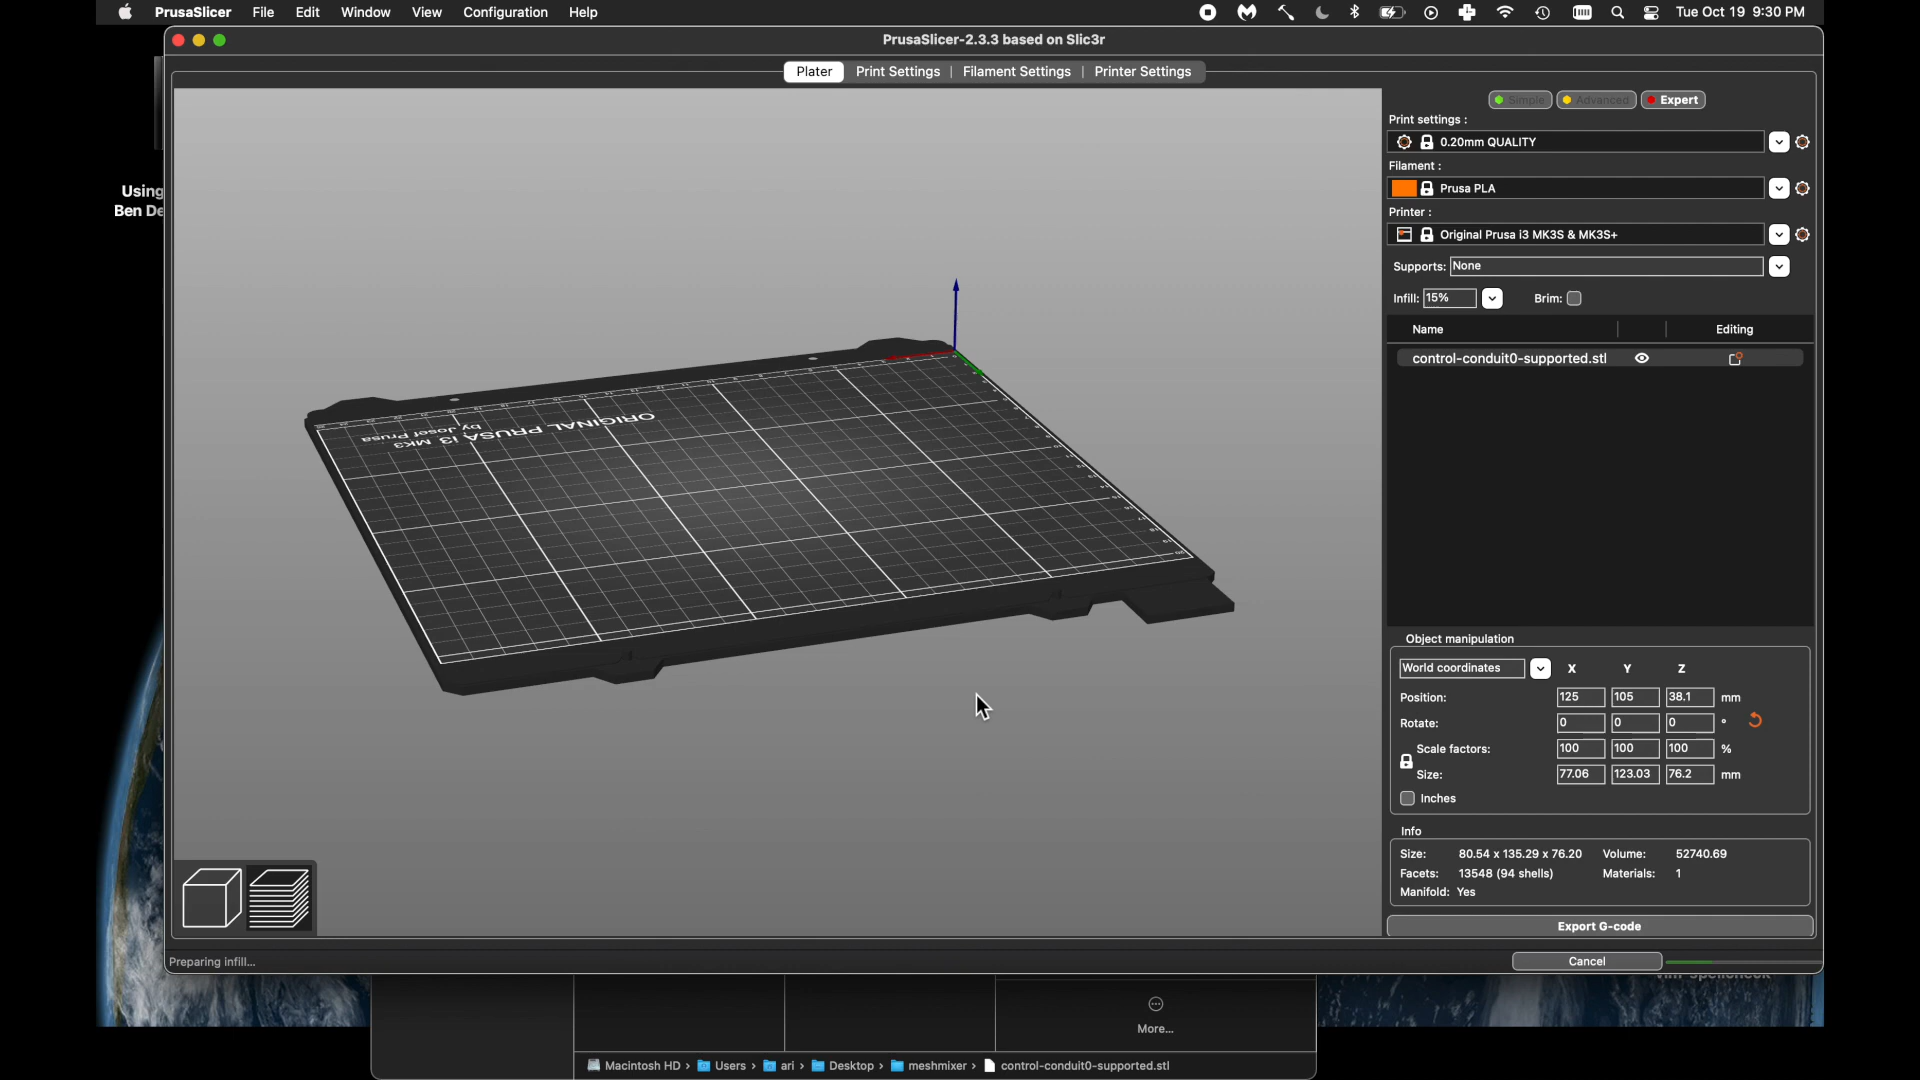 PrusaSlicer File Edit Window View Configuration Help
Tue Oct 19 9:30 PM
PrusaSlicer-2.3.3 based on Slic3r
Plater Print Settings Filament Settings Printer Settings
Simple Advanced Expert
Print settings :
0.20mm QUALITY
Filament :
Prusa PLA
Printer :
Original Prusa i3 MK3S & MK3S+
Supports: None
Infill: 15% Brim:
Name Editing
control-conduit0-supported.stl
Using
Ben De
ORIGINAL PRUSA i3 MK3
by Josef Prusa
Object manipulation
World coordinates X Y Z
Position: 125 105 38.1 mm
Rotate: 0 0 0 °
Scale factors: 100 100 100 %
Size: 77.06 123.03 76.2 mm
Inches
Info
Size: 80.54 x 135.29 x 76.20 Volume: 52740.69
Facets: 13548 (94 shells) Materials: 1
Manifold: Yes
Export G-code
Preparing infill...
Cancel
vim-spellcheck
More...
Macintosh HD › Users › ari › Desktop › meshmixer › control-conduit0-supported.stl